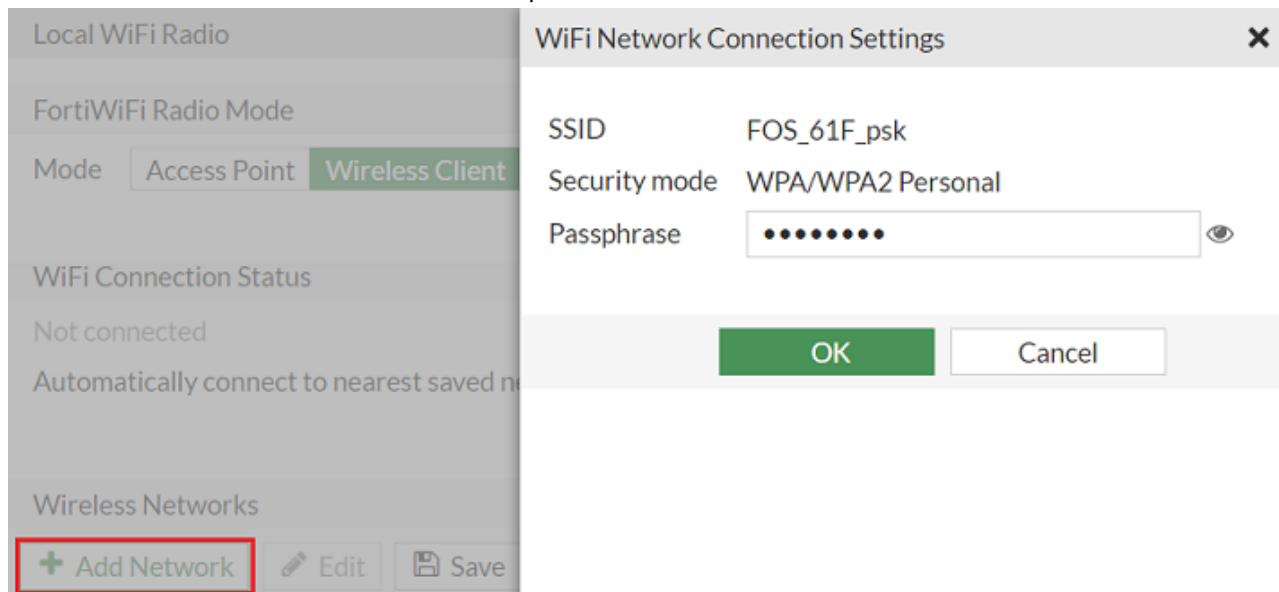 Local WiFi Radio
FortiWiFi Radio Mode
Mode Access Point Wireless Client
WiFi Connection Status
Not connected
Automatically connect to nearest saved
Wireless Networks
+ Add Network Edit Save
WiFi Network Connection Settings
SSID FOS_61F_psk
Security mode WPA/WPA2 Personal
Passphrase ••••••••
OK Cancel